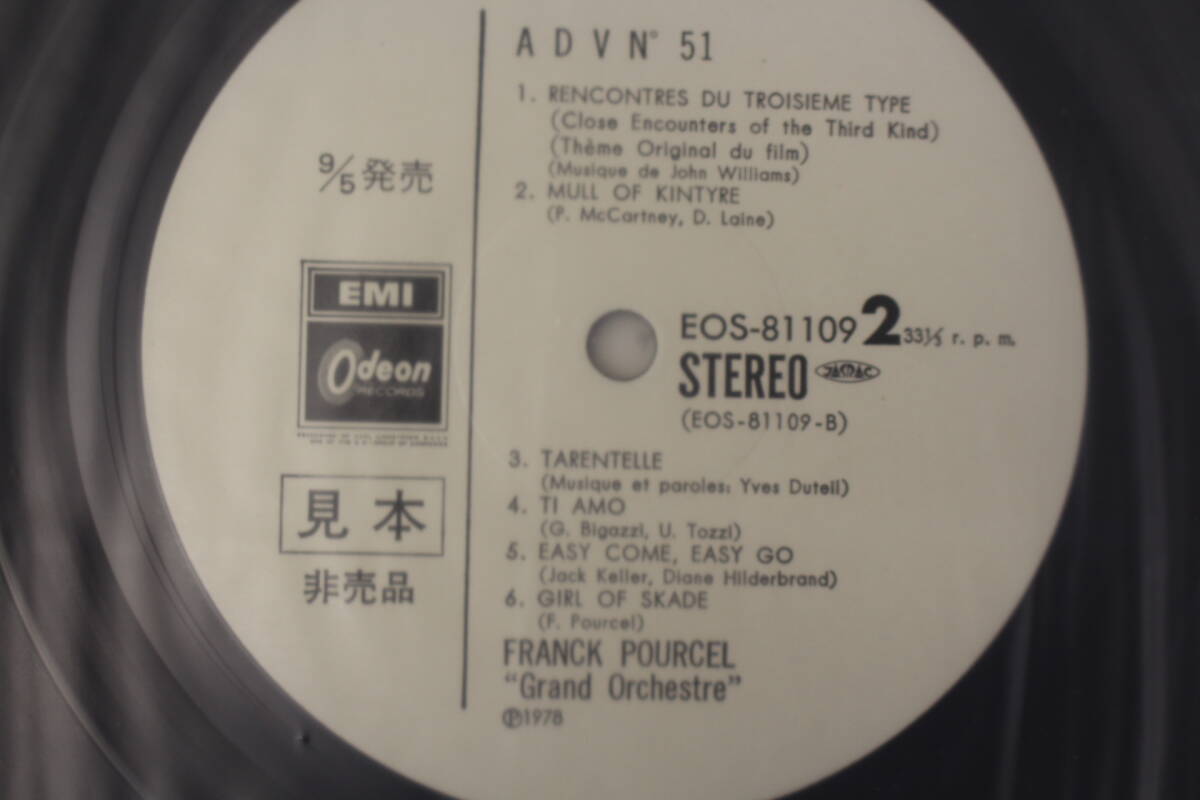 A D V N° 51
1. RENCONTRES DU TROISIEME TYPE
(Close Encounters of the Third Kind)
(Thème Original du film)
(Musique de John Williams)
2. MULL OF KINTYRE
(P. McCartney, D. Laine)
9/5発売
EMI
Odeon
RECORDS
EOS-81109 2 33⅓ r. p. m.
STEREO JASRAC
(EOS-81109-B)
見本
非売品
3. TARENTELLE
(Musique et paroles: Yves Duteil)
4. TI AMO
(G. Bigazzi, U. Tozzi)
5. EASY COME, EASY GO
(Jack Keller, Diane Hilderbrand)
6. GIRL OF SKADE
(F. Pourcel)
FRANCK POURCEL
“Grand Orchestre”
℗1978